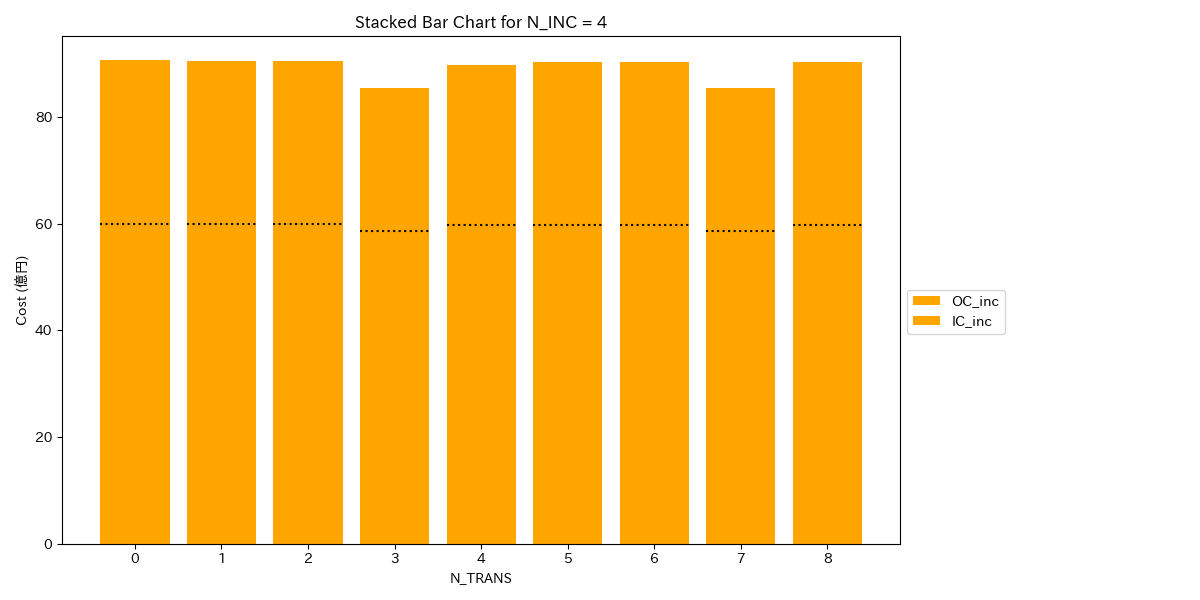 Stacked Bar Chart for N_INC = 4
Cost (億円)
80
60
40
20
0
0 1 2 3 4 5 6 7 8
N_TRANS
OC_inc
IC_inc